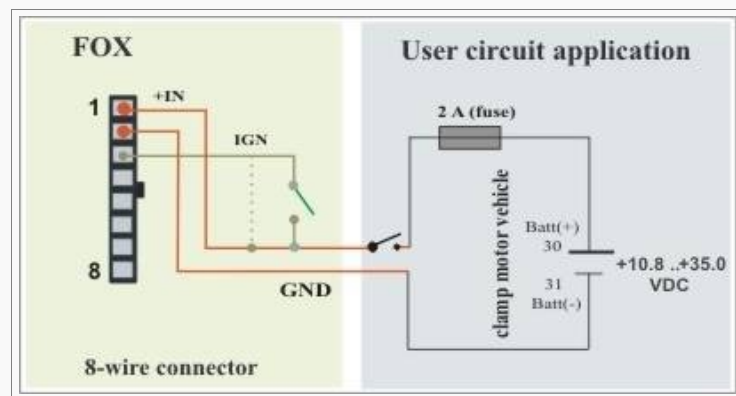 FOX
User circuit application
1
+IN
2 A (fuse)
IGN
clamp motor vehicle
Batt(+)
30
+10.8 ..+35.0
VDC
31
Batt(-)
8
GND
8-wire connector